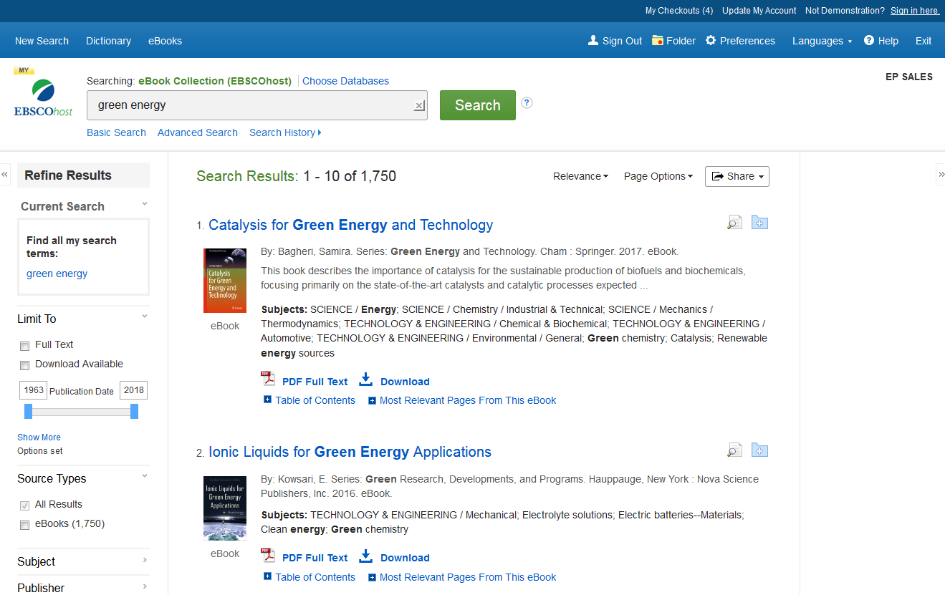 My Checkouts (4) Update My Account Not Demonstration? Sign in here.
New Search Dictionary eBooks Sign Out Folder Preferences Languages Help Exit
MY
EBSCOhost
Searching: eBook Collection (EBSCOhost) Choose Databases
EP SALES
green energy Search ?
Basic Search Advanced Search Search History
« Refine Results
Search Results: 1 - 10 of 1,750 Relevance Page Options Share »
Current Search
Find all my search
terms:
green energy
Limit To
Full Text
Download Available
1963 Publication Date 2018
Show More
Options set
Source Types
All Results
eBooks (1,750)
Subject
Publisher
1. Catalysis for Green Energy and Technology
Catalysis
for Green
Energy and
Technology
eBook
By: Bagheri, Samira. Series: Green Energy and Technology. Cham : Springer. 2017. eBook.
This book describes the importance of catalysis for the sustainable production of biofuels and biochemicals,
focusing primarily on the state-of-the-art catalysts and catalytic processes expected ...
Subjects: SCIENCE / Energy; SCIENCE / Chemistry / Industrial & Technical; SCIENCE / Mechanics /
Thermodynamics; TECHNOLOGY & ENGINEERING / Chemical & Biochemical; TECHNOLOGY & ENGINEERING /
Automotive; TECHNOLOGY & ENGINEERING / Environmental / General; Green chemistry; Catalysis; Renewable
energy sources
PDF Full Text Download
Table of Contents Most Relevant Pages From This eBook
2. Ionic Liquids for Green Energy Applications
Ionic Liquids for
Green Energy
Applications
eBook
By: Kowsari, E. Series: Green Research, Developments, and Programs. Hauppauge, New York : Nova Science
Publishers, Inc. 2016. eBook.
Subjects: TECHNOLOGY & ENGINEERING / Mechanical; Electrolyte solutions; Electric batteries--Materials;
Clean energy; Green chemistry
PDF Full Text Download
Table of Contents Most Relevant Pages From This eBook